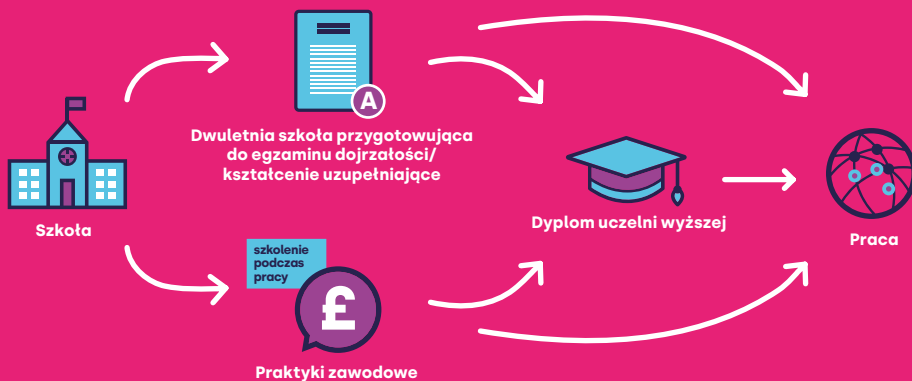 A
Dwuletnia szkoła przygotowująca
do egzaminu dojrzałości/
kształcenie uzupełniające
Szkoła
Dyplom uczelni wyższej
Praca
szkolenie
podczas
pracy
£
Praktyki zawodowe